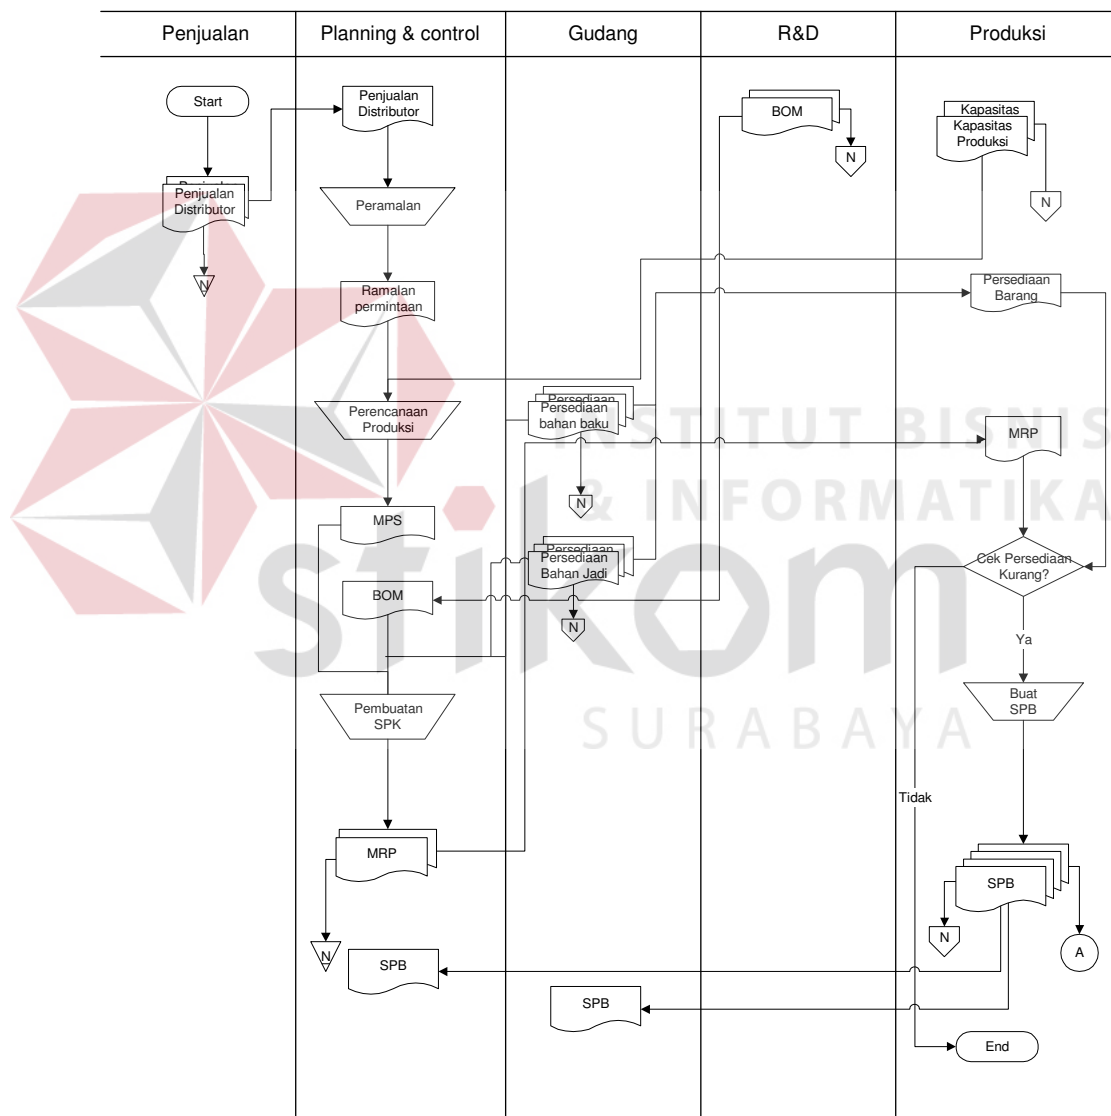 Penjualan
Planning & control
Gudang
R&D
Produksi
Start
Penjualan
Distributor
Penjualan
Distributor
N
Peramalan
Ramalan
permintaan
Perencanaan
Produksi
MPS
BOM
Pembuatan
SPK
MRP
N
SPB
Persediaan
Persediaan
bahan baku
N
Persediaan
Persediaan
Bahan Jadi
N
SPB
BOM
N
Kapasitas
Kapasitas
Produksi
N
Persediaan
Barang
MRP
Cek Persediaan
Kurang?
Ya
Buat
SPB
Tidak
SPB
N
A
End
INSTITUT BISNIS
& INFORMATIKA
stikom
SURABAYA